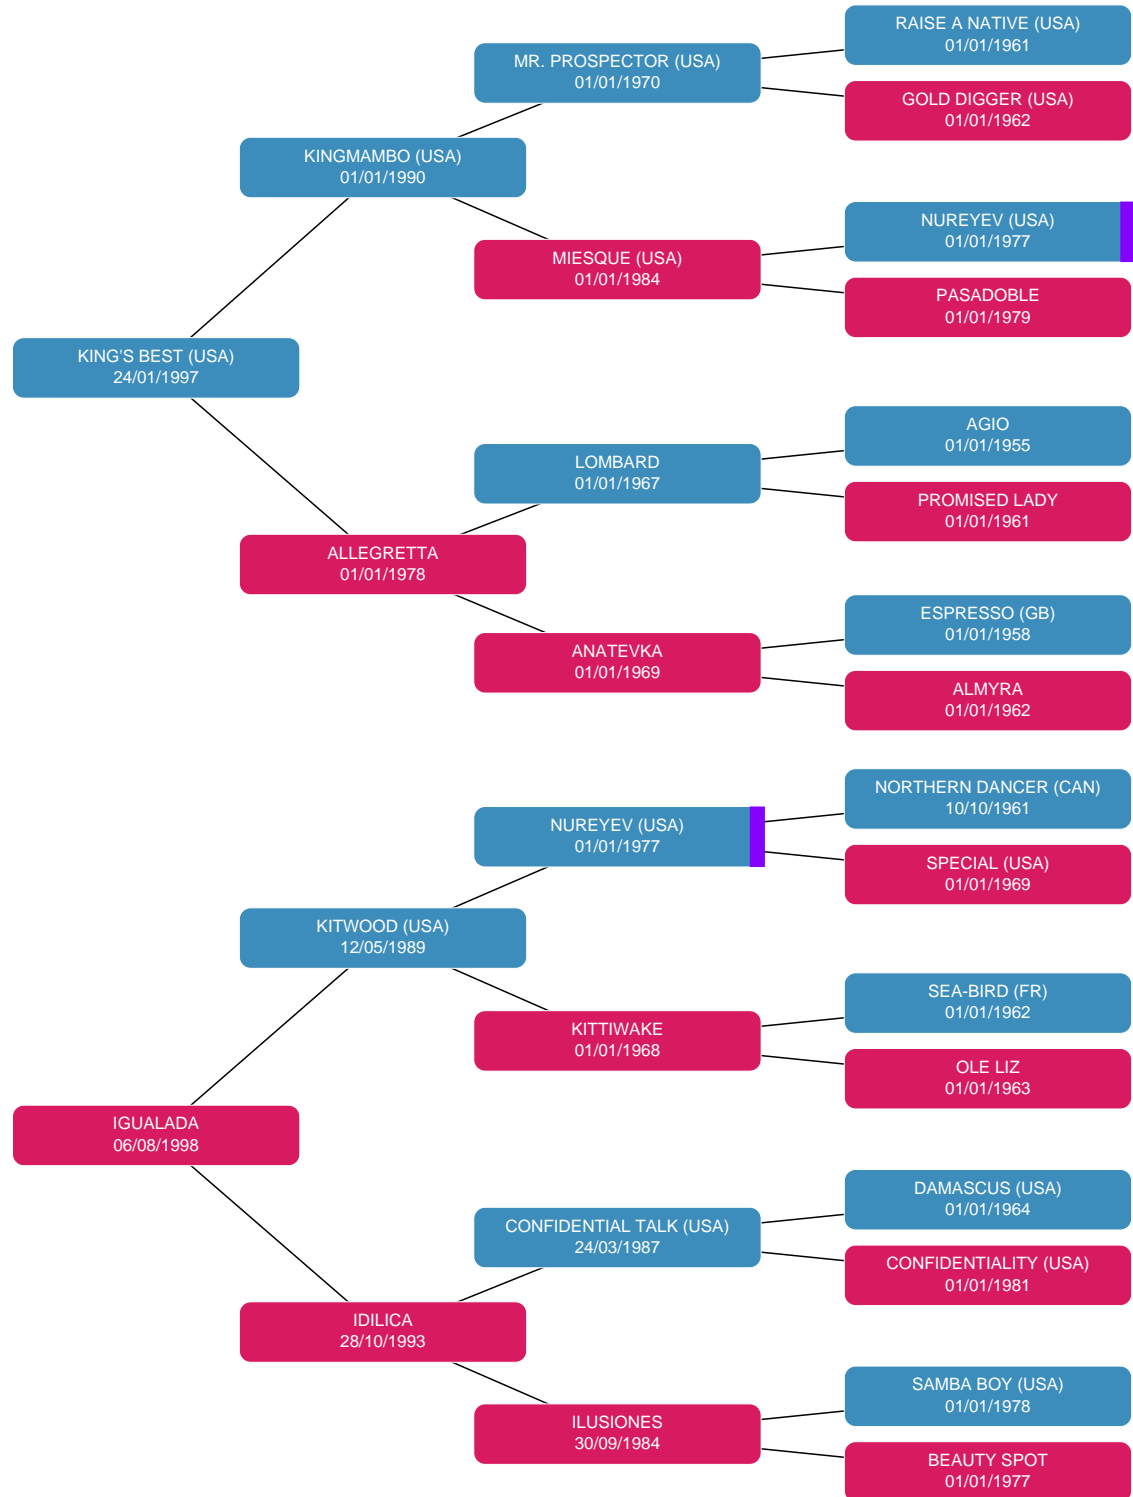 RAISE A NATIVE (USA)
01/01/1961
MR. PROSPECTOR (USA)
01/01/1970
GOLD DIGGER (USA)
01/01/1962
KINGMAMBO (USA)
01/01/1990
NUREYEV (USA)
01/01/1977
MIESQUE (USA)
01/01/1984
PASADOBLE
01/01/1979
KING'S BEST (USA)
24/01/1997
AGIO
01/01/1955
LOMBARD
01/01/1967
PROMISED LADY
01/01/1961
ALLEGRETTA
01/01/1978
ESPRESSO (GB)
01/01/1958
ANATEVKA
01/01/1969
ALMYRA
01/01/1962
NORTHERN DANCER (CAN)
10/10/1961
NUREYEV (USA)
01/01/1977
SPECIAL (USA)
01/01/1969
KITWOOD (USA)
12/05/1989
SEA-BIRD (FR)
01/01/1962
KITTIWAKE
01/01/1968
OLE LIZ
01/01/1963
IGUALADA
06/08/1998
DAMASCUS (USA)
01/01/1964
CONFIDENTIAL TALK (USA)
24/03/1987
CONFIDENTIALITY (USA)
01/01/1981
IDILICA
28/10/1993
SAMBA BOY (USA)
01/01/1978
ILUSIONES
30/09/1984
BEAUTY SPOT
01/01/1977